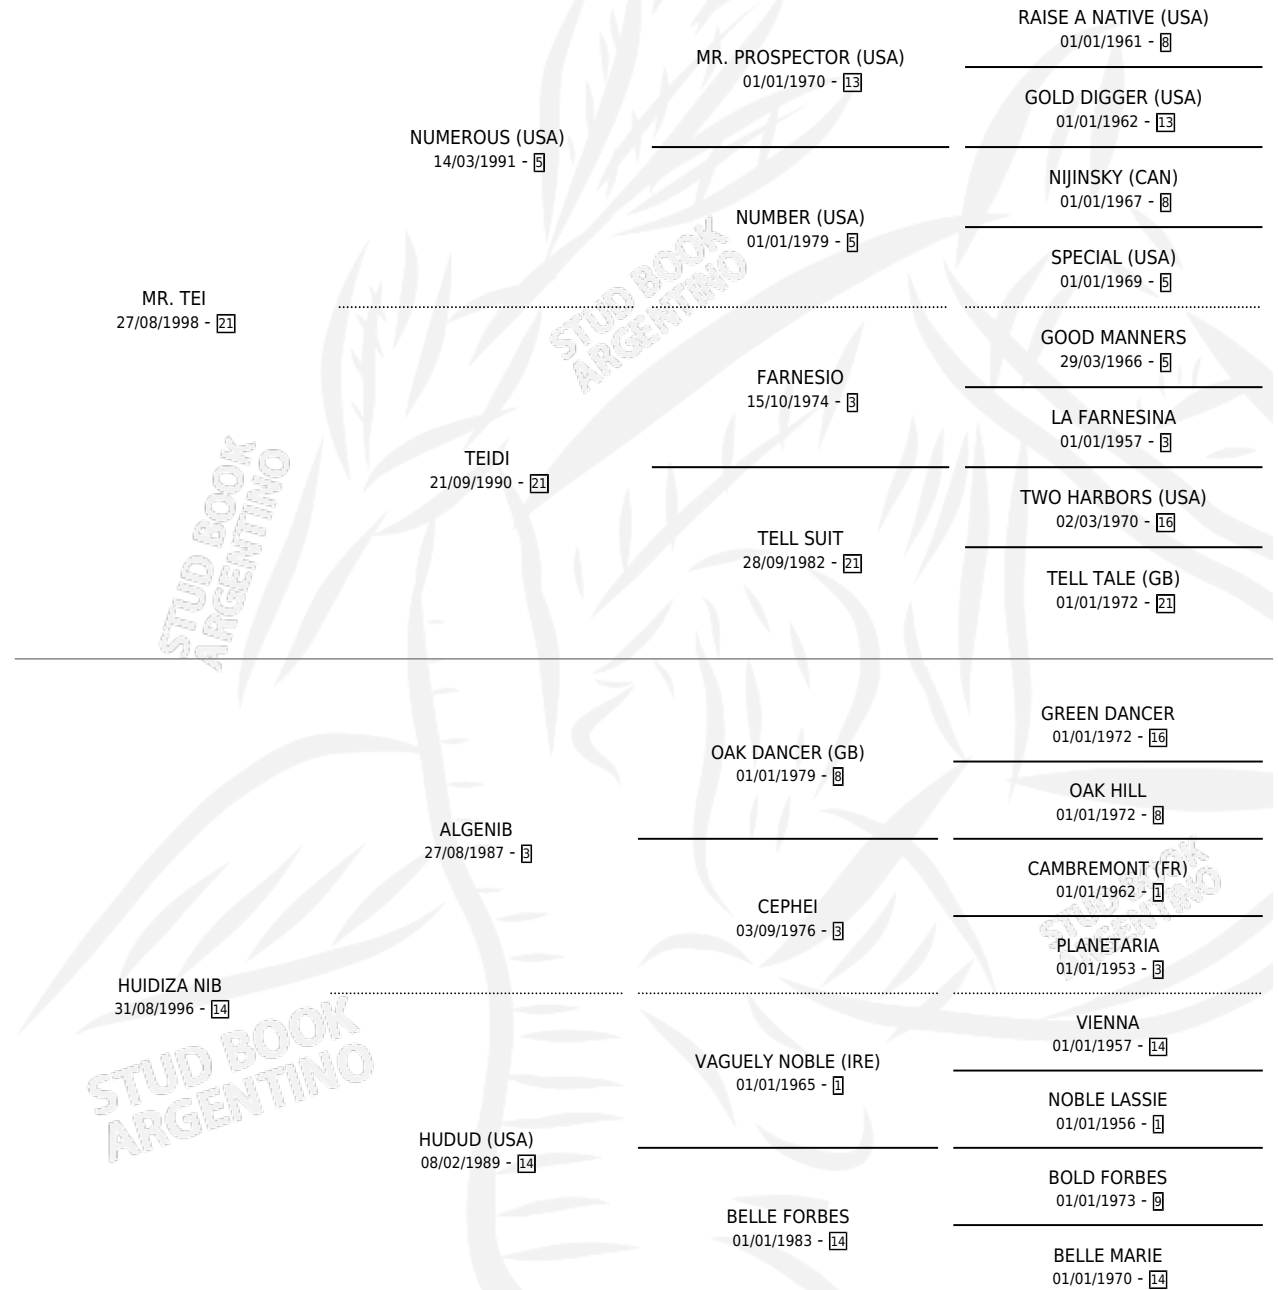 RAISE A NATIVE (USA)
01/01/1961 - 8
MR. PROSPECTOR (USA)
01/01/1970 - 13
GOLD DIGGER (USA)
01/01/1962 - 13
NUMEROUS (USA)
14/03/1991 - 5
NIJINSKY (CAN)
01/01/1967 - 8
NUMBER (USA)
01/01/1979 - 5
SPECIAL (USA)
01/01/1969 - 5
MR. TEI
27/08/1998 - 21
GOOD MANNERS
29/03/1966 - 5
FARNESIO
15/10/1974 - 3
LA FARNESINA
01/01/1957 - 3
TEIDI
21/09/1990 - 21
TWO HARBORS (USA)
02/03/1970 - 16
TELL SUIT
28/09/1982 - 21
TELL TALE (GB)
01/01/1972 - 21
STUD BOOK
ARGENTINO
STUD BOOK
ARGENTINO
GREEN DANCER
01/01/1972 - 16
OAK DANCER (GB)
01/01/1979 - 8
OAK HILL
01/01/1972 - 8
ALGENIB
27/08/1987 - 3
CAMBREMONT (FR)
01/01/1962 - 1
CEPHEI
03/09/1976 - 3
PLANETARIA
01/01/1953 - 3
HUIDIZA NIB
31/08/1996 - 14
VIENNA
01/01/1957 - 14
VAGUELY NOBLE (IRE)
01/01/1965 - 1
NOBLE LASSIE
01/01/1956 - 1
HUDUD (USA)
08/02/1989 - 14
BOLD FORBES
01/01/1973 - 9
BELLE FORBES
01/01/1983 - 14
BELLE MARIE
01/01/1970 - 14
STUD BOOK
ARGENTINO
STUD BOOK
ARGENTINO